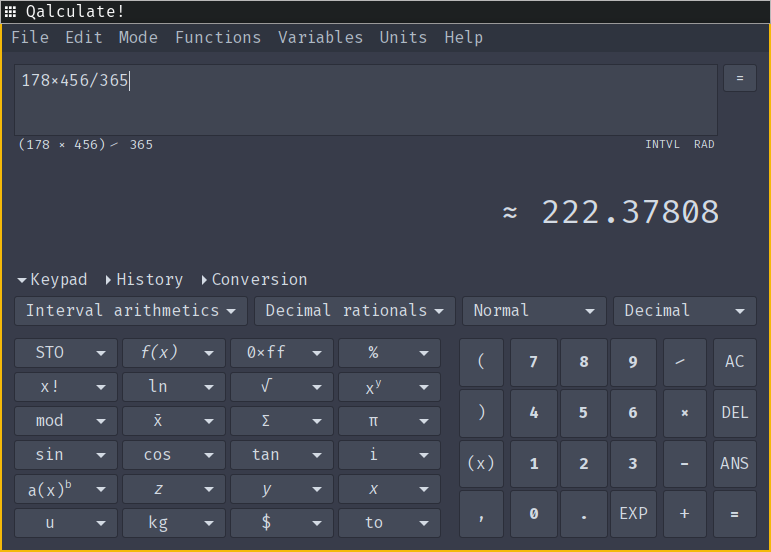 Qalculate!
File Edit Mode Functions Variables Units Help
178×456/365
=
(178 × 456) ∕ 365 INTVL RAD
≈ 222.37808
Keypad History Conversion
Interval arithmetics Decimal rationals Normal Decimal
STO f(x) 0×ff % ( 7 8 9 ∕ AC
x! ln √ xʸ
mod x̄ Σ π ) 4 5 6 × DEL
sin cos tan i (x) 1 2 3 − ANS
a(x)ᵇ z y x
u kg $ to , 0 . EXP + =